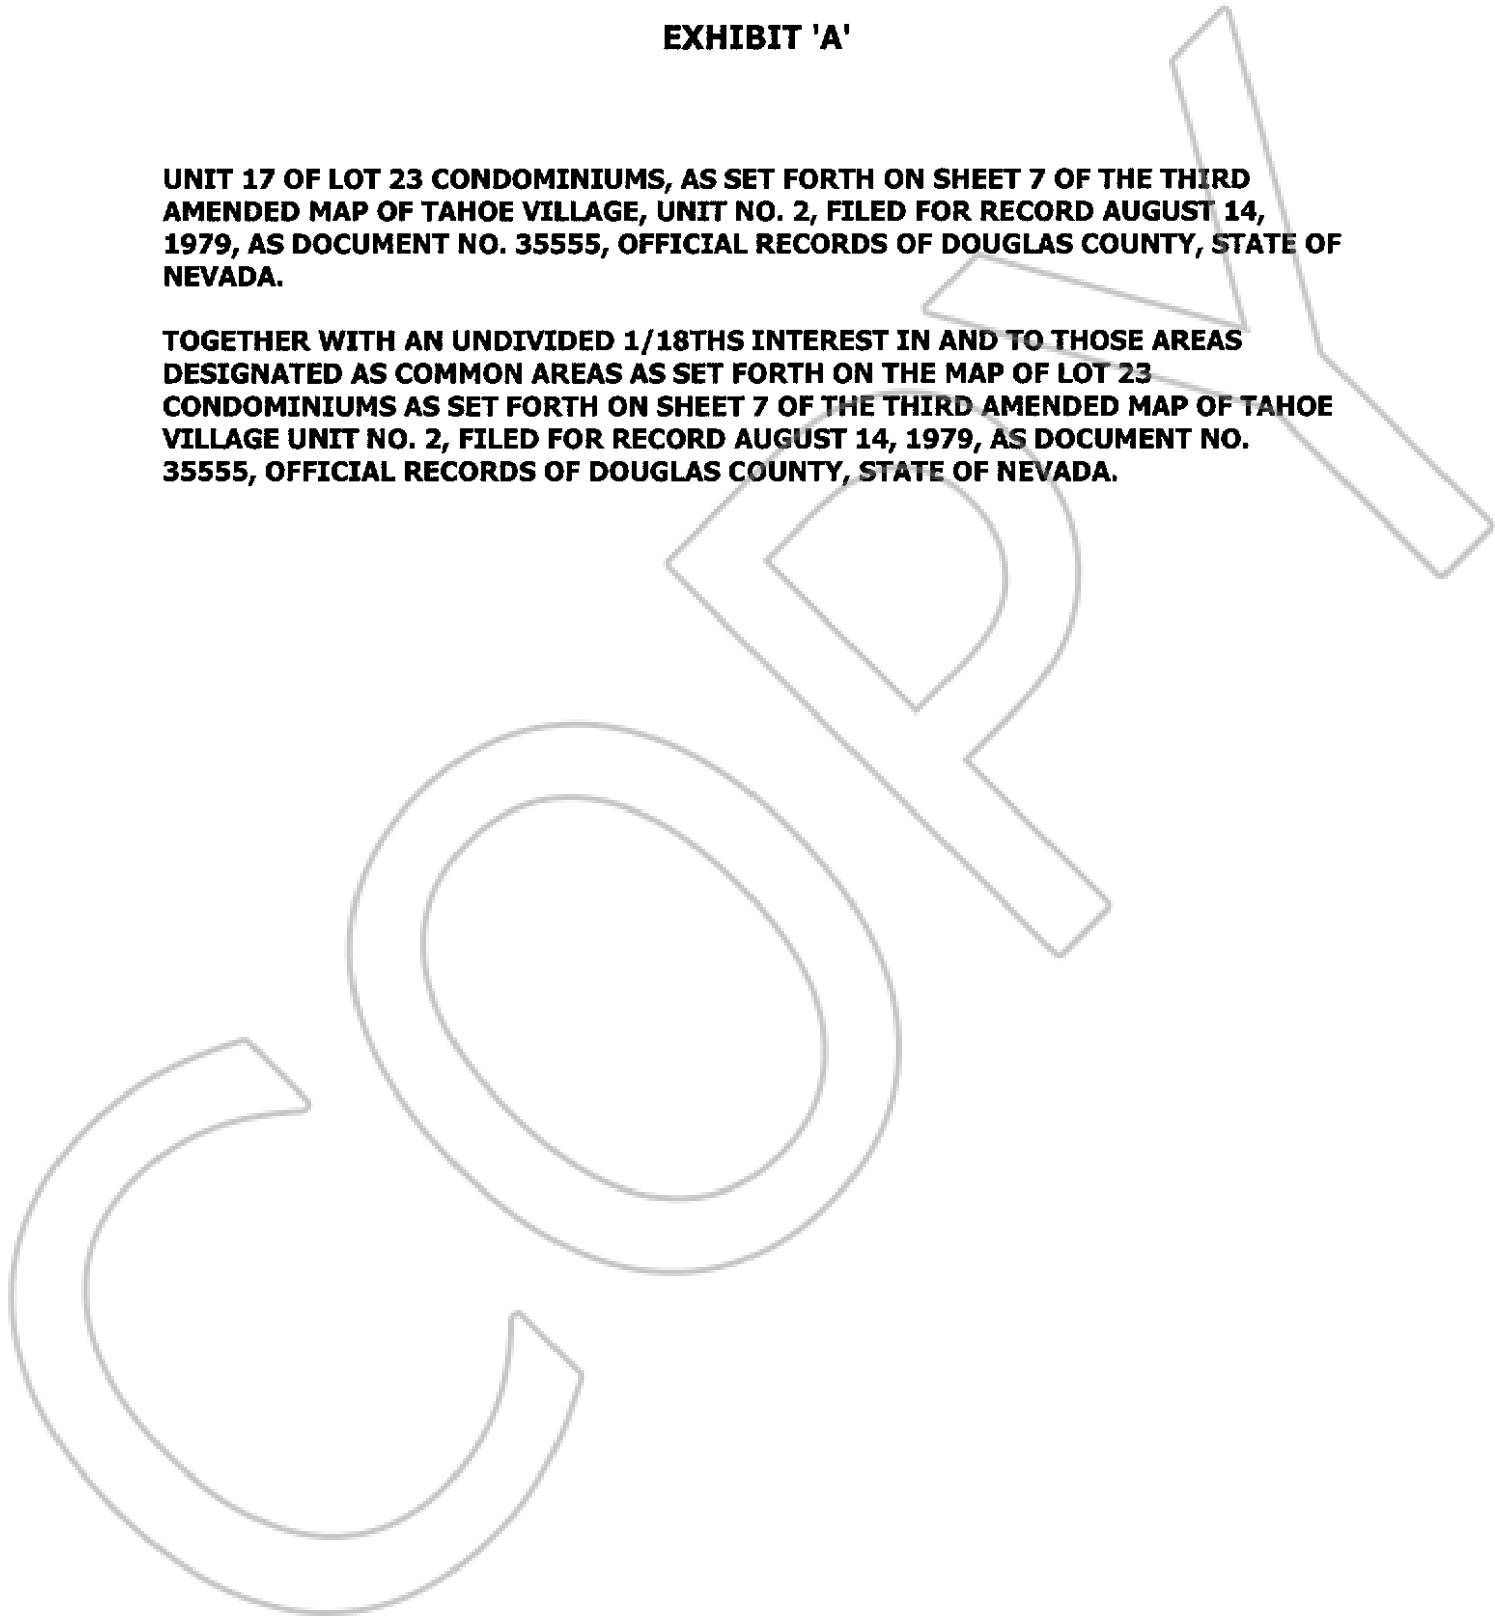 EXHIBIT 'A'
UNIT 17 OF LOT 23 CONDOMINIUMS, AS SET FORTH ON SHEET 7 OF THE THIRD
AMENDED MAP OF TAHOE VILLAGE, UNIT NO. 2, FILED FOR RECORD AUGUST 14,
1979, AS DOCUMENT NO. 35555, OFFICIAL RECORDS OF DOUGLAS COUNTY, STATE OF
NEVADA.
TOGETHER WITH AN UNDIVIDED 1/18THS INTEREST IN AND TO THOSE AREAS
DESIGNATED AS COMMON AREAS AS SET FORTH ON THE MAP OF LOT 23
CONDOMINIUMS AS SET FORTH ON SHEET 7 OF THE THIRD AMENDED MAP OF TAHOE
VILLAGE UNIT NO. 2, FILED FOR RECORD AUGUST 14, 1979, AS DOCUMENT NO.
35555, OFFICIAL RECORDS OF DOUGLAS COUNTY, STATE OF NEVADA.
COPY